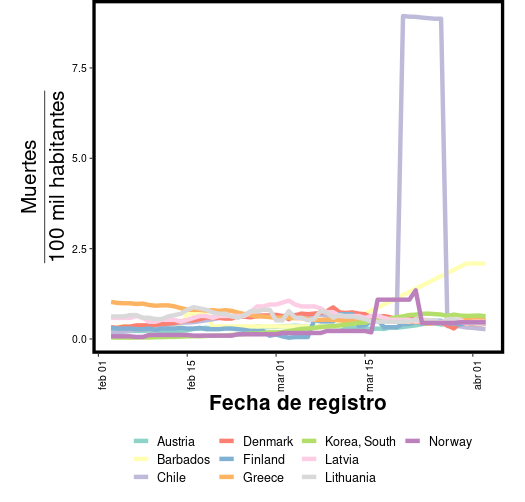 Muertes
100 mil habitantes
7.5
5.0
2.5
0.0
feb 01
feb 15
mar 01
mar 15
abr 01
Fecha de registro
Austria
Denmark
Korea, South
Norway
Barbados
Finland
Latvia
Chile
Greece
Lithuania